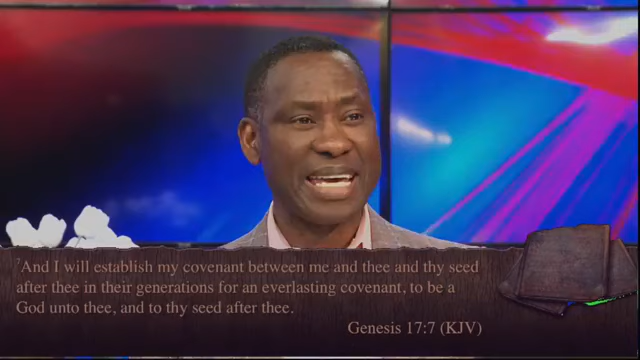 ⁷And I will establish my covenant between me and thee and thy seed
after thee in their generations for an everlasting covenant, to be a
God unto thee, and to thy seed after thee.
Genesis 17:7 (KJV)